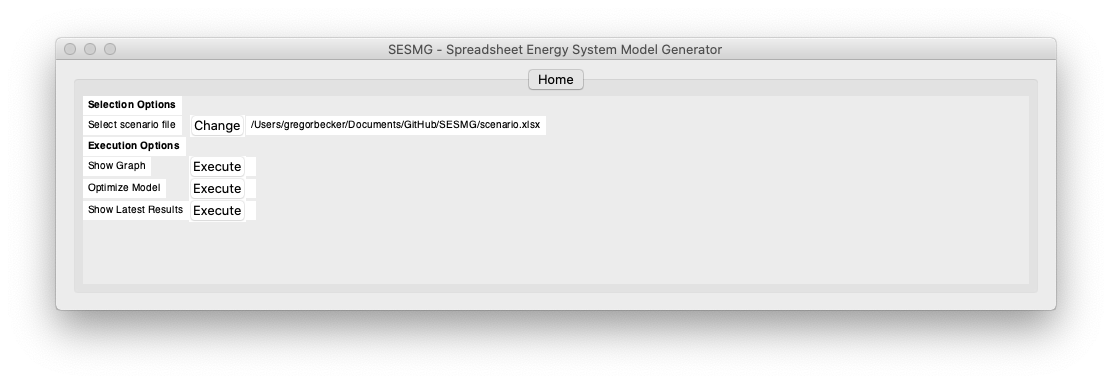 SESMG - Spreadsheet Energy System Model Generator
Home
Selection Options
Select scenario file Change /Users/gregorbecker/Documents/GitHub/SESMG/scenario.xlsx
Execution Options
Show Graph Execute
Optimize Model Execute
Show Latest Results Execute